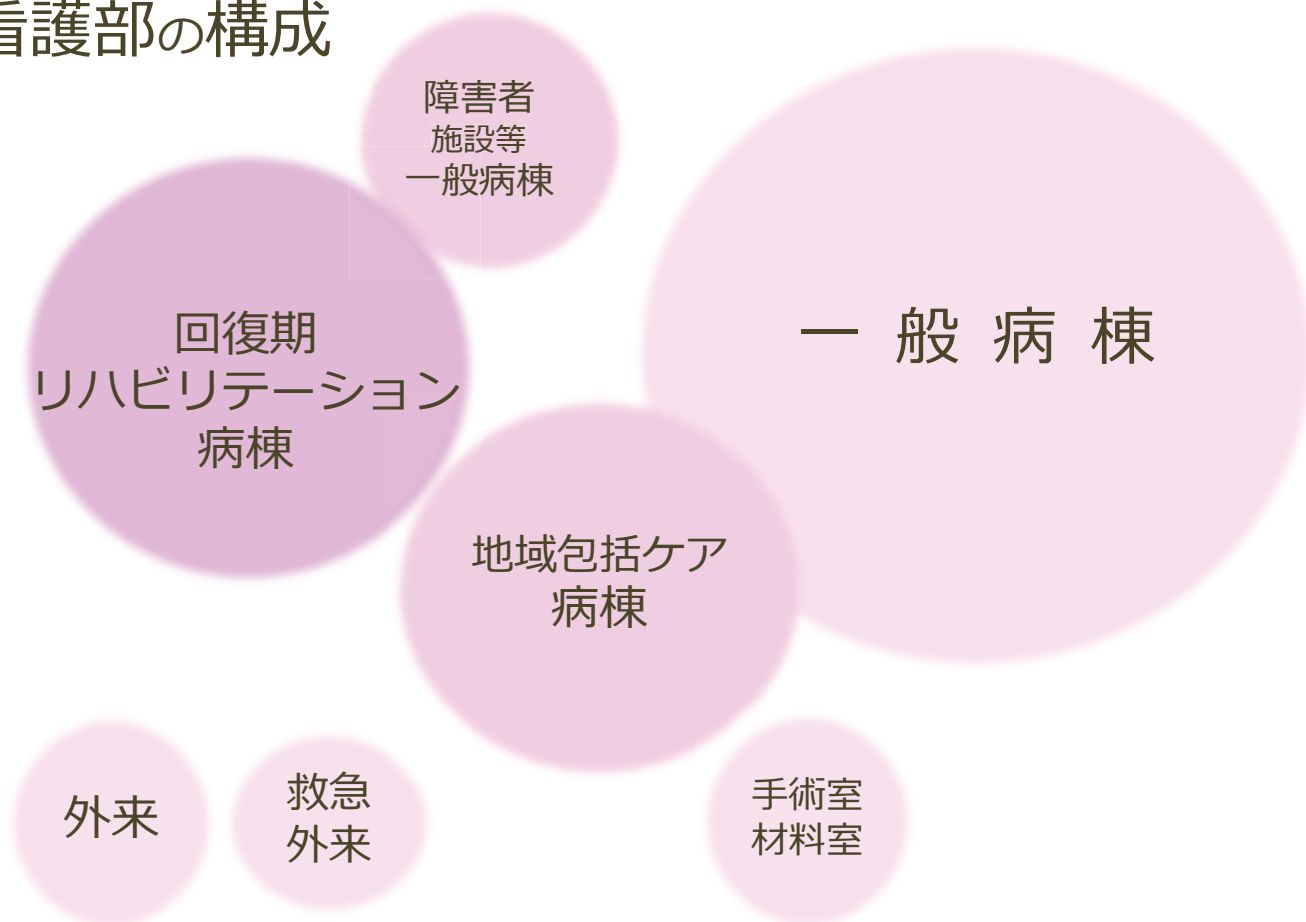 看護部の構成
障害者
施設等
一般病棟
一般病棟
回復期
リハビリテーション
病棟
地域包括ケア
病棟
外来
救急
外来
手術室
材料室